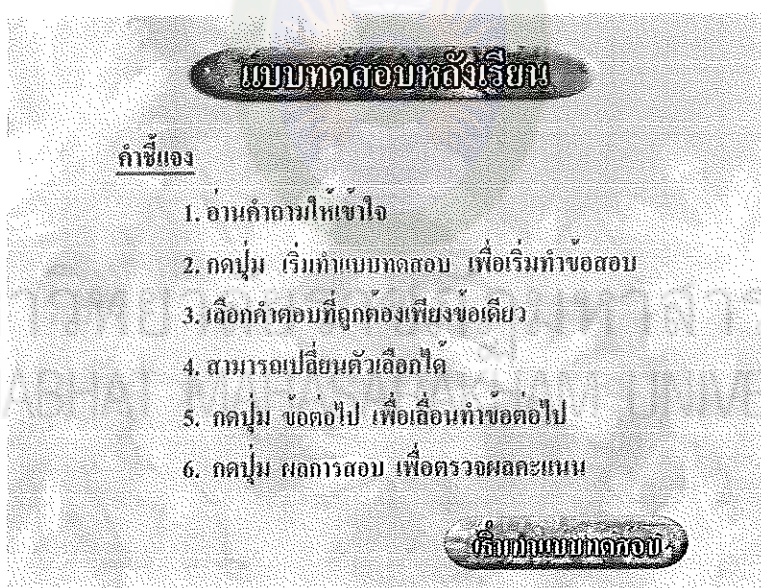 แบบทดสอบหลังเรียน
คำชี้แจง
1. อ่านคำถามให้เข้าใจ
2. กดปุ่ม เริ่มทำแบบทดสอบ เพื่อเริ่มทำข้อสอบ
3. เลือกคำตอบที่ถูกต้องเพียงข้อเดียว
4. สามารถเปลี่ยนตัวเลือกได้
5. กดปุ่ม ข้อต่อไป เพื่อเลื่อนทำข้อต่อไป
6. กดปุ่ม ผลการสอบ เพื่อตรวจผลคะแนน
เริ่มทำแบบทดสอบ